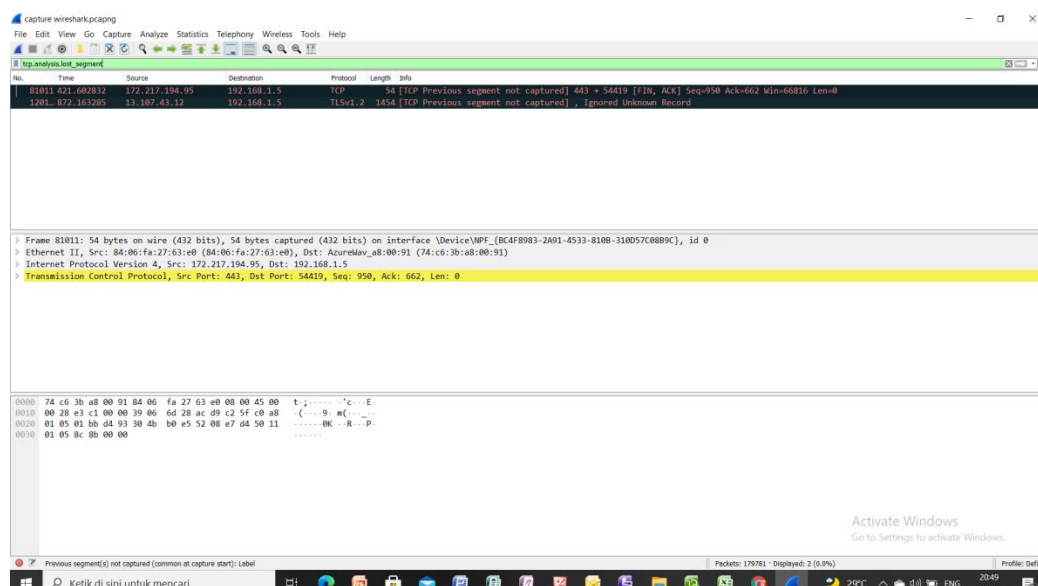 capture wireshark.pcapng
File Edit View Go Capture Analyze Statistics Telephony Wireless Tools Help
tcp.analysis.lost_segment
No. Time Source Destination Protocol Length Info
81011 421.602832 172.217.194.95 192.168.1.5 TCP 54 [TCP Previous segment not captured] 443 → 54419 [FIN, ACK] Seq=950 Ack=662 Win=66816 Len=0
1201… 872.163285 13.107.43.12 192.168.1.5 TLSv1.2 1454 [TCP Previous segment not captured] , Ignored Unknown Record
> Frame 81011: 54 bytes on wire (432 bits), 54 bytes captured (432 bits) on interface \Device\NPF_{BC4F8983-2A91-4533-810B-310D57C08B9C}, id 0
> Ethernet II, Src: 84:06:fa:27:63:e0 (84:06:fa:27:63:e0), Dst: AzureWav_a8:00:91 (74:c6:3b:a8:00:91)
> Internet Protocol Version 4, Src: 172.217.194.95, Dst: 192.168.1.5
> Transmission Control Protocol, Src Port: 443, Dst Port: 54419, Seq: 950, Ack: 662, Len: 0
0000 74 c6 3b a8 00 91 84 06 fa 27 63 e0 08 00 45 00 t·;····· ·'c···E·
0010 00 28 e3 c1 00 00 39 06 6d 28 ac d9 c2 5f c0 a8 ·(····9· m(···_··
0020 01 05 01 bb d4 93 30 4b b0 e5 52 08 e7 d4 50 11 ······0K ··R···P·
0030 01 05 8c 8b 00 00 ······
Activate Windows
Go to Settings to activate Windows.
Previous segment(s) not captured (common at capture start): Label
Packets: 179781 · Displayed: 2 (0.0%)
Profile: Def
Ketik di sini untuk mencari
29°C
ENG
20:49